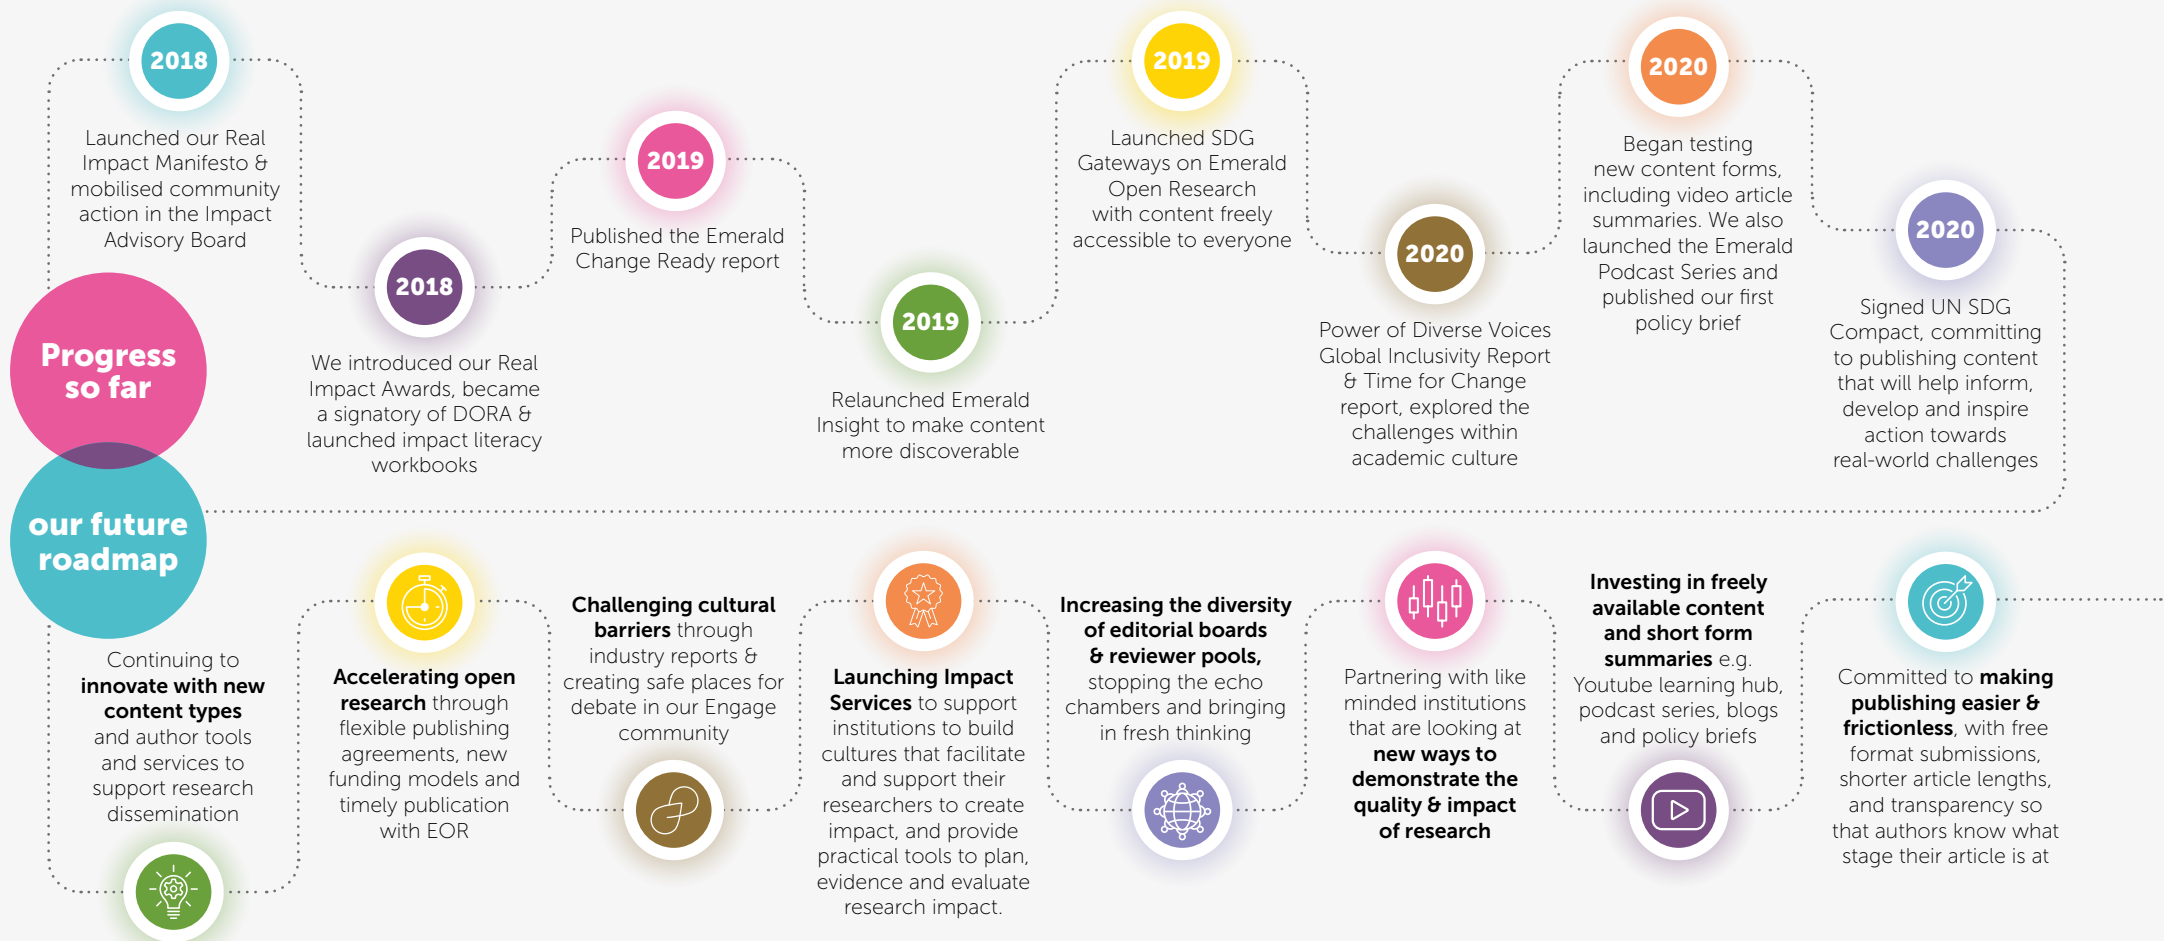 2018
Launched our Real
Impact Manifesto &
mobilised community
action in the Impact
Advisory Board
2018
We introduced our Real
Impact Awards, became
a signatory of DORA &
launched impact literacy
workbooks
2019
Published the Emerald
Change Ready report
2019
Relaunched Emerald
Insight to make content
more discoverable
2019
Launched SDG
Gateways on Emerald
Open Research
with content freely
accessible to everyone
2020
Power of Diverse Voices
Global Inclusivity Report
& Time for Change
report, explored the
challenges within
academic culture
2020
Began testing
new content forms,
including video article
summaries. We also
launched the Emerald
Podcast Series and
published our first
policy brief
2020
Signed UN SDG
Compact, committing
to publishing content
that will help inform,
develop and inspire
action towards
real-world challenges
Progress
so far
our future
roadmap
Continuing to
innovate with new
content types
and author tools
and services to
support research
dissemination
Accelerating open
research through
flexible publishing
agreements, new
funding models and
timely publication
with EOR
Challenging cultural
barriers through
industry reports &
creating safe places for
debate in our Engage
community
Launching Impact
Services to support
institutions to build
cultures that facilitate
and support their
researchers to create
impact, and provide
practical tools to plan,
evidence and evaluate
research impact.
Increasing the diversity
of editorial boards
& reviewer pools,
stopping the echo
chambers and bringing
in fresh thinking
Partnering with like
minded institutions
that are looking at
new ways to
demonstrate the
quality & impact
of research
Investing in freely
available content
and short form
summaries e.g.
Youtube learning hub,
podcast series, blogs
and policy briefs
Committed to making
publishing easier &
frictionless, with free
format submissions,
shorter article lengths,
and transparency so
that authors know what
stage their article is at